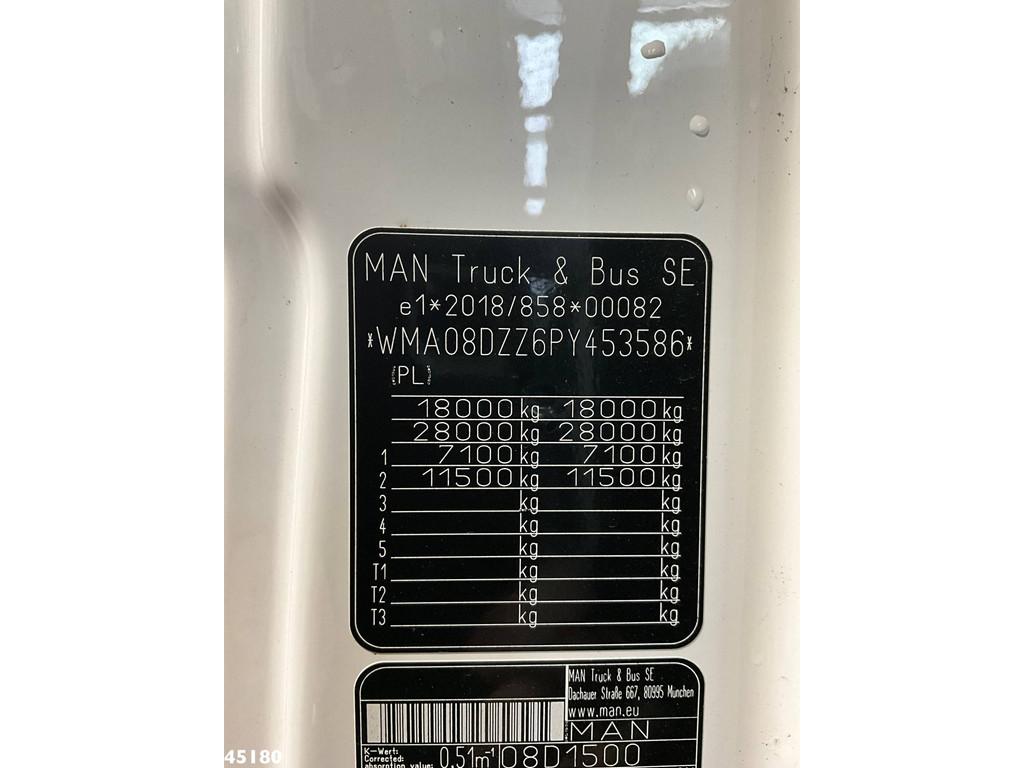 MAN Truck & Bus SE
e1*2018/858*00082
*WMA08DZZ6PY453586*
(PL)
18000 kg 18000 kg
28000 kg 28000 kg
1 7100 kg 7100 kg
2 11500 kg 11500 kg
3 kg kg
4 kg kg
5 kg kg
T1 kg kg
T2 kg kg
T3 kg kg
MAN Truck & Bus SE
Dachauer Straße 667, 80995 München
www.man.eu
MAN
K-Wert:
Corrected:
absorption value:
0,51m-1
08D1500
45180